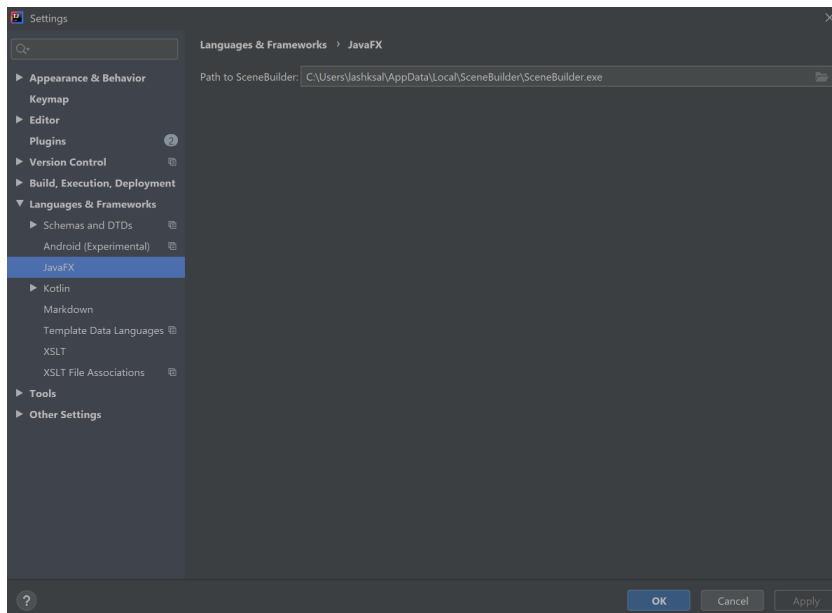 Settings
Languages & Frameworks › JavaFX
Path to SceneBuilder: C:\Users\lashksal\AppData\Local\SceneBuilder\SceneBuilder.exe
Appearance & Behavior
Keymap
Editor
Plugins 2
Version Control
Build, Execution, Deployment
Languages & Frameworks
Schemas and DTDs
Android (Experimental)
JavaFX
Kotlin
Markdown
Template Data Languages
XSLT
XSLT File Associations
Tools
Other Settings
? OK Cancel Apply